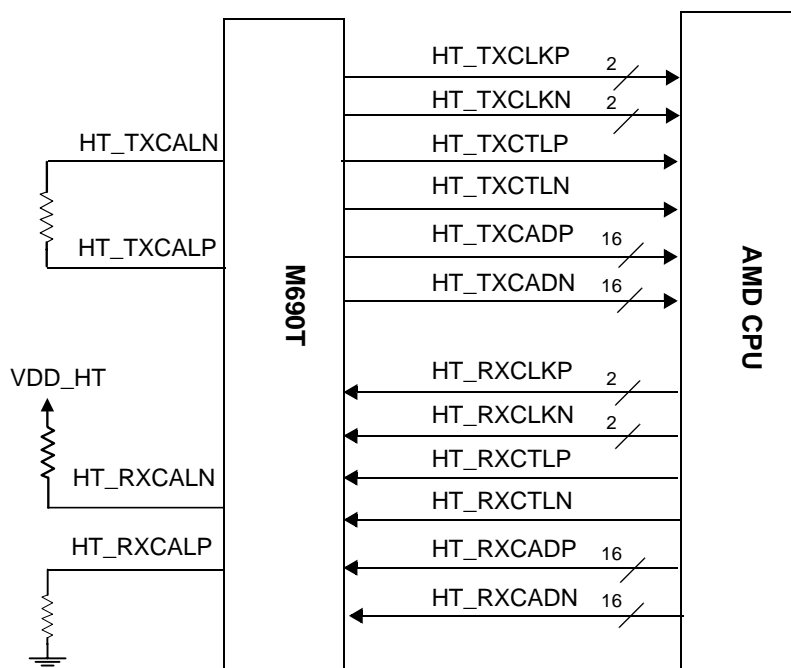 HT_TXCLKP 2
HT_TXCLKN 2
HT_TXCTLP
HT_TXCTLN
HT_TXCADP 16
HT_TXCADN 16
HT_TXCALN
HT_TXCALP
M690T
AMD CPU
VDD_HT
HT_RXCALN
HT_RXCALP
HT_RXCLKP 2
HT_RXCLKN 2
HT_RXCTLP
HT_RXCTLN
HT_RXCADP 16
HT_RXCADN 16